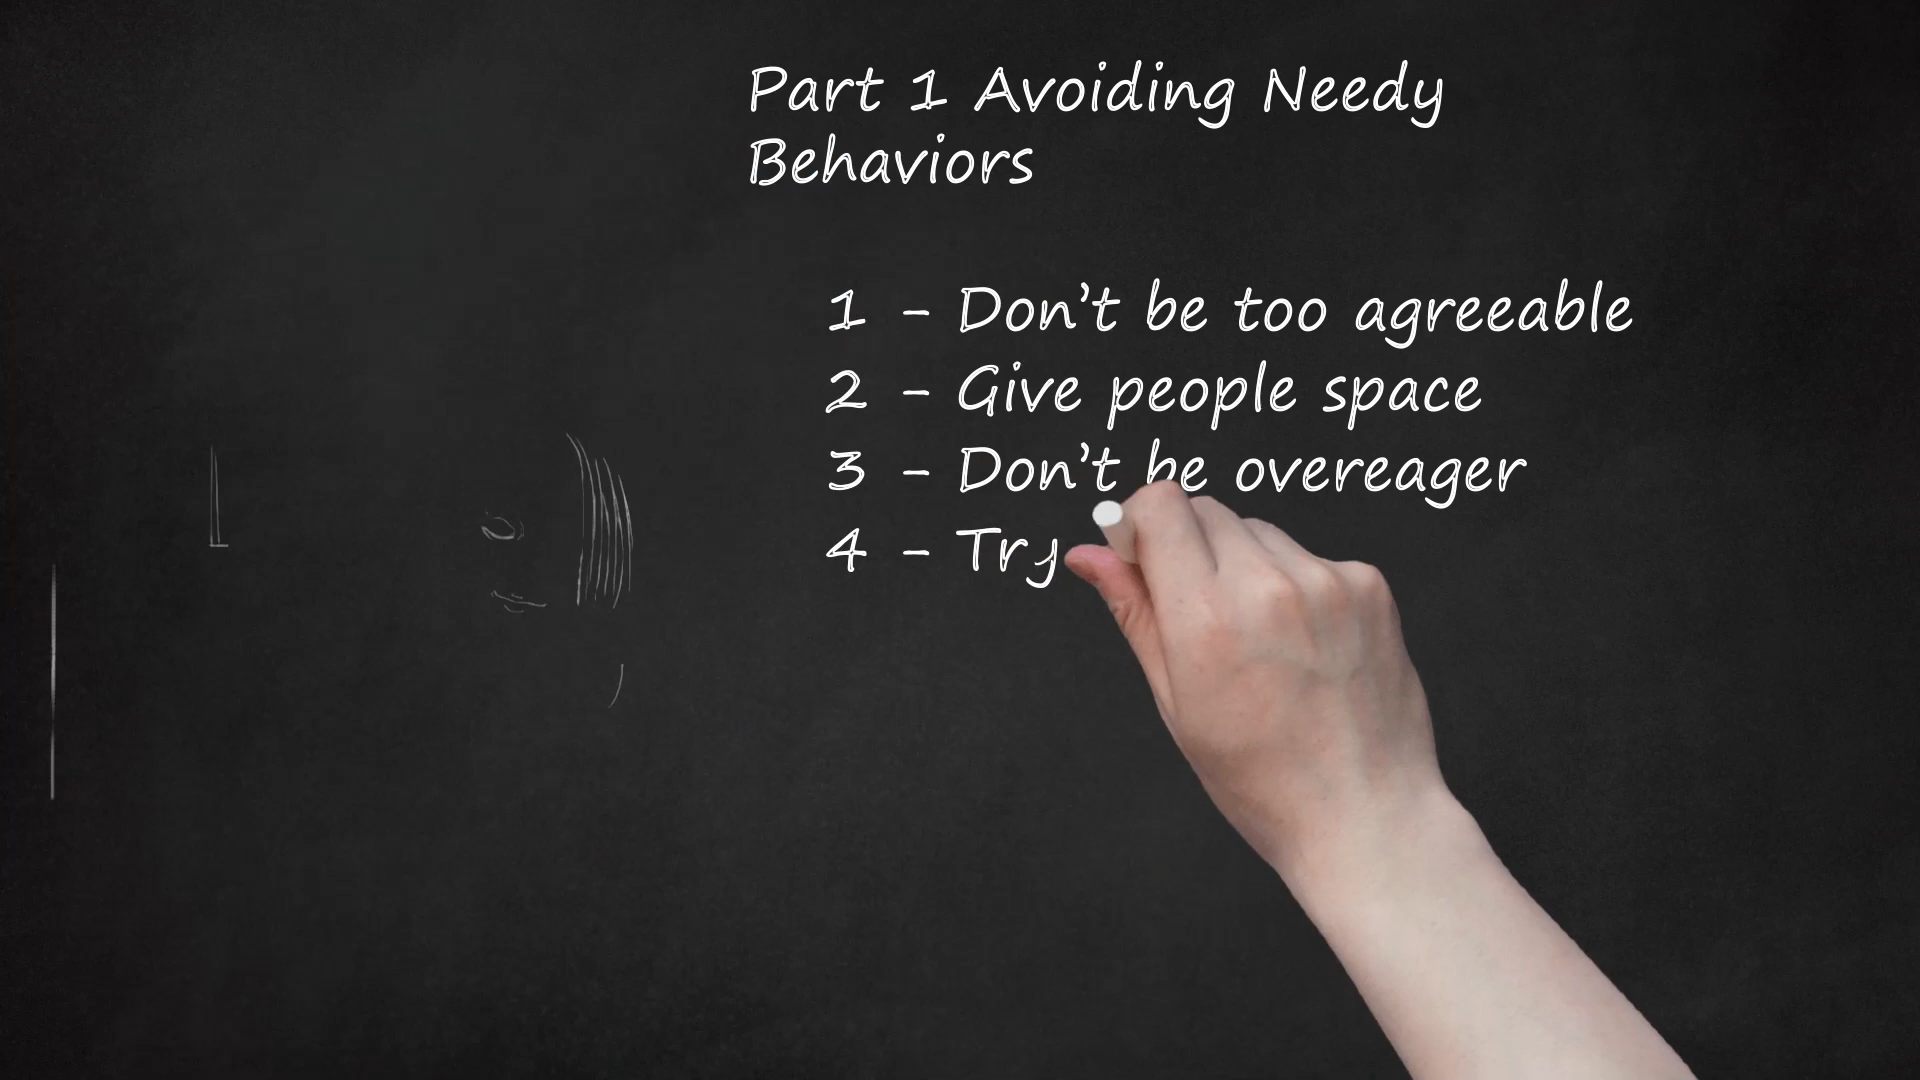 Part 1 Avoiding Needy
Behaviors
1 - Don't be too agreeable
2 - Give people space
3 - Don't be overeager
4 - Try